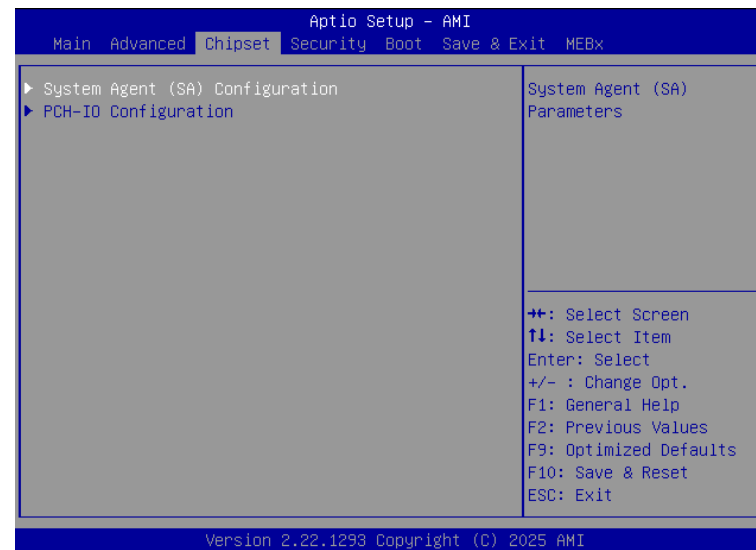 Aptio Setup – AMI
Main Advanced Chipset Security Boot Save & Exit MEBx
System Agent (SA) Configuration
PCH-IO Configuration
System Agent (SA)
Parameters
→←: Select Screen
↑↓: Select Item
Enter: Select
+/- : Change Opt.
F1: General Help
F2: Previous Values
F9: Optimized Defaults
F10: Save & Reset
ESC: Exit
Version 2.22.1293 Copyright (C) 2025 AMI